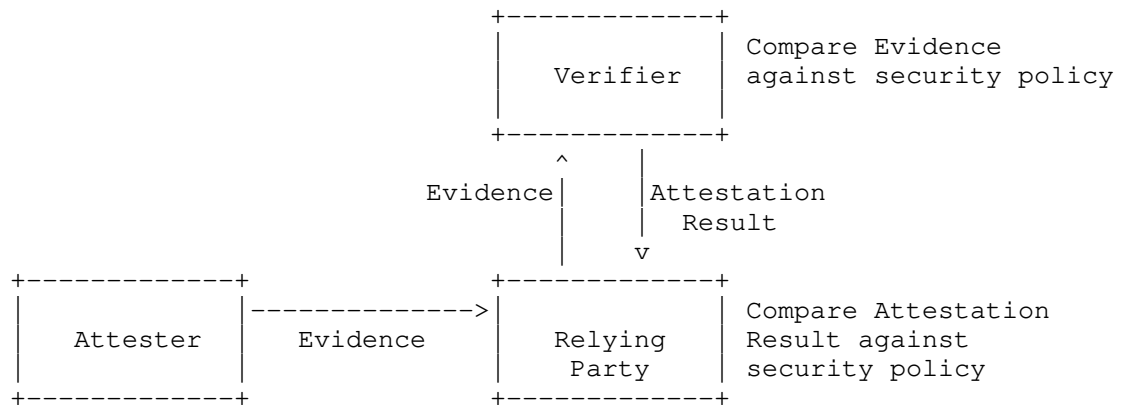 Compare Evidence
Verifier against security policy
Evidence Attestation
Result
Compare Attestation
Attester Evidence Relying Result against
Party security policy